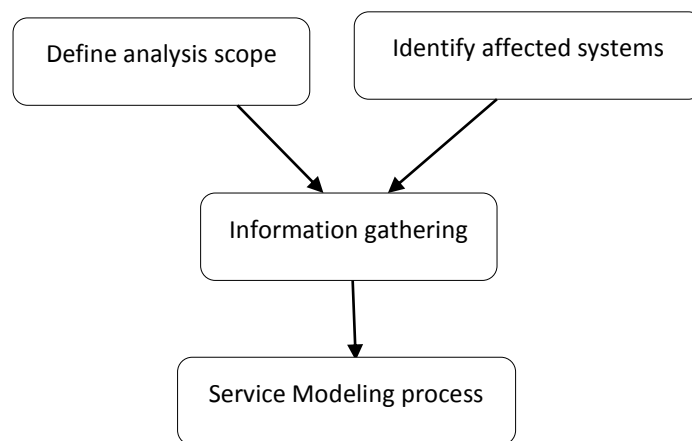 Define analysis scope
Identify affected systems
Information gathering
Service Modeling process